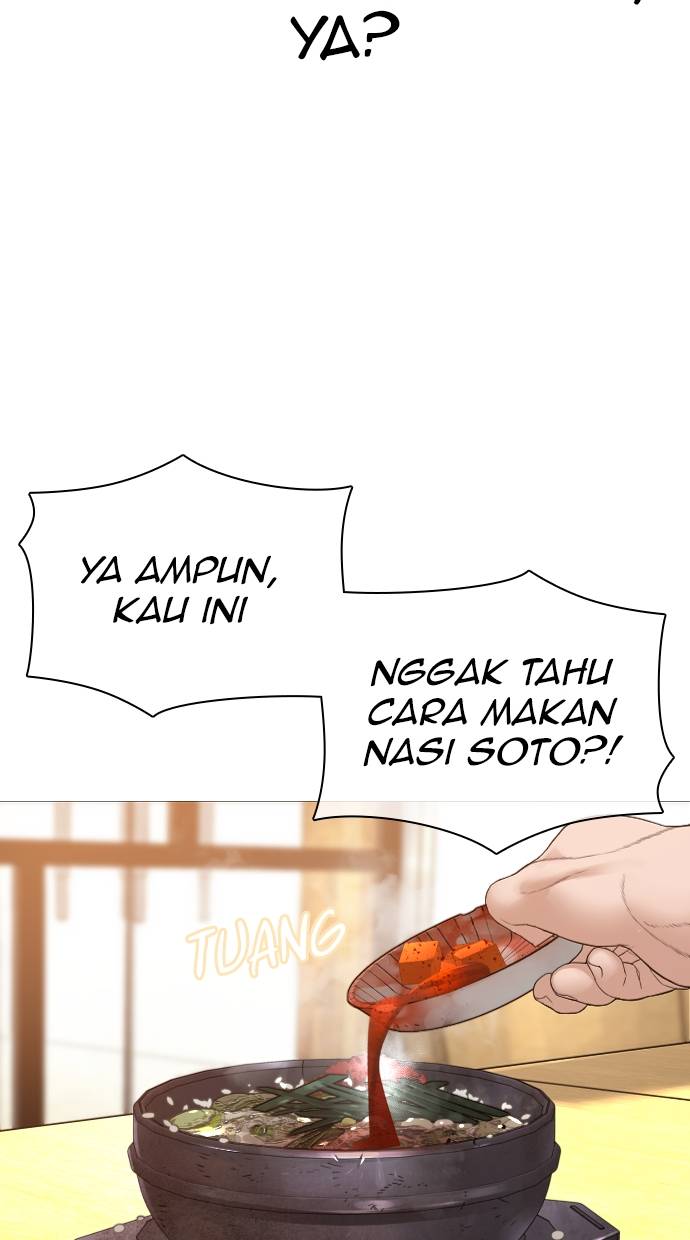 YA?
YA AMPUN,
KAU INI
NGGAK TAHU
CARA MAKAN
NASI SOTO?!
TUANG